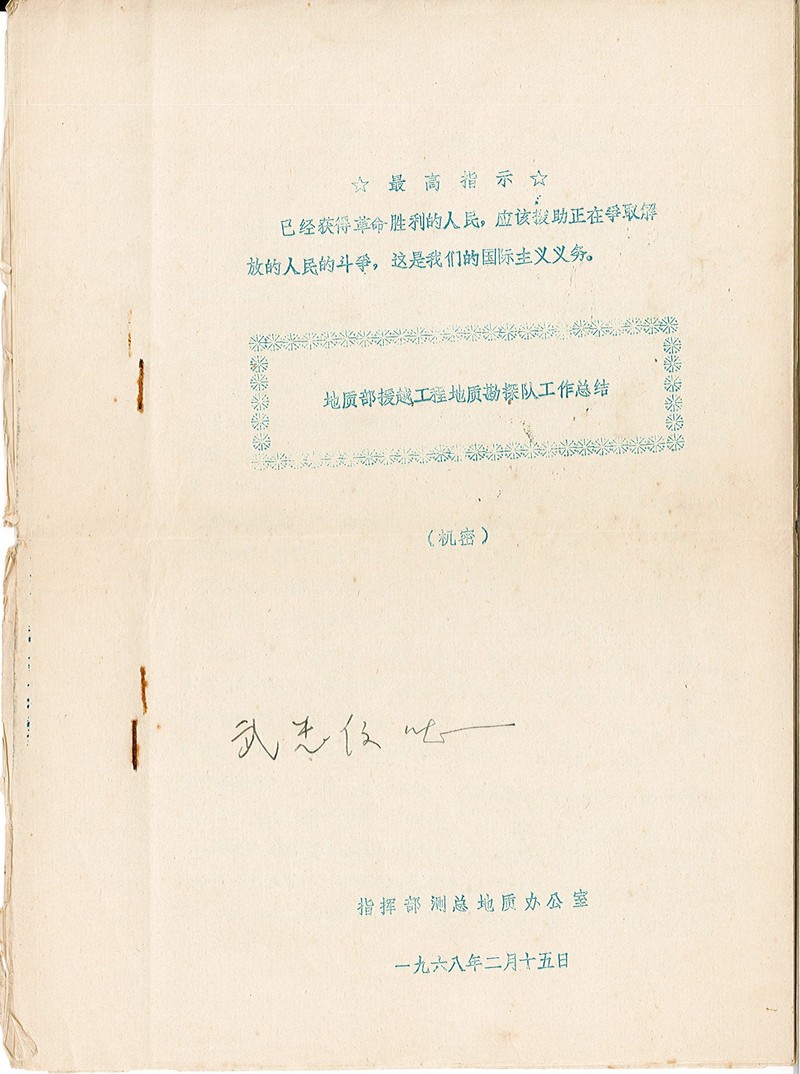 ☆ 最高指示 ☆
已经获得革命胜利的人民，应该援助正在争取解
放的人民的斗争，这是我们的国际主义义务。
地质部援越工程地质勘探队工作总结
（机密）
武
指挥部测总地质办公室
一九六八年二月十五日